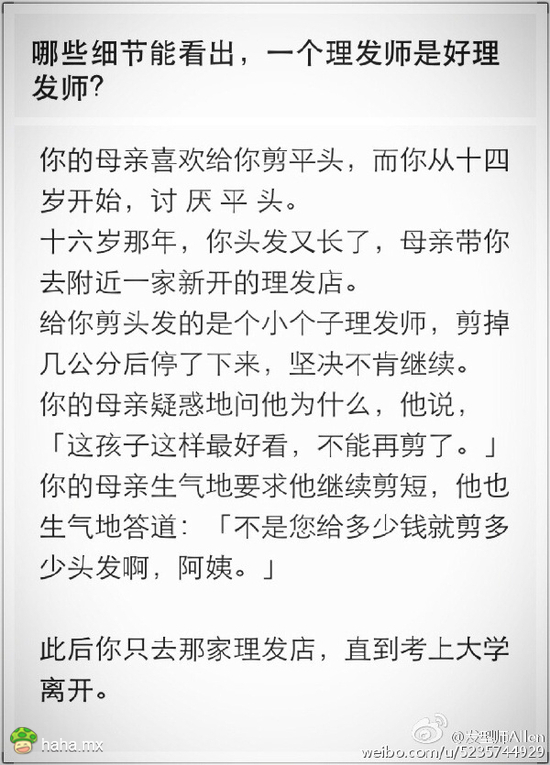 哪些细节能看出，一个理发师是好理
发师？
你的母亲喜欢给你剪平头，而你从十四
岁开始，讨 厌 平 头。
十六岁那年，你头发又长了，母亲带你
去附近一家新开的理发店。
给你剪头发的是个小个子理发师，剪掉
几公分后停了下来，坚决不肯继续。
你的母亲疑惑地问他为什么，他说，
「这孩子这样最好看，不能再剪了。」
你的母亲生气地要求他继续剪短，他也
生气地答道：「不是您给多少钱就剪多
少头发啊，阿姨。」
此后你只去那家理发店，直到考上大学
离开。
haha.mx
@发型师Allen
weibo.com/u/5235744929